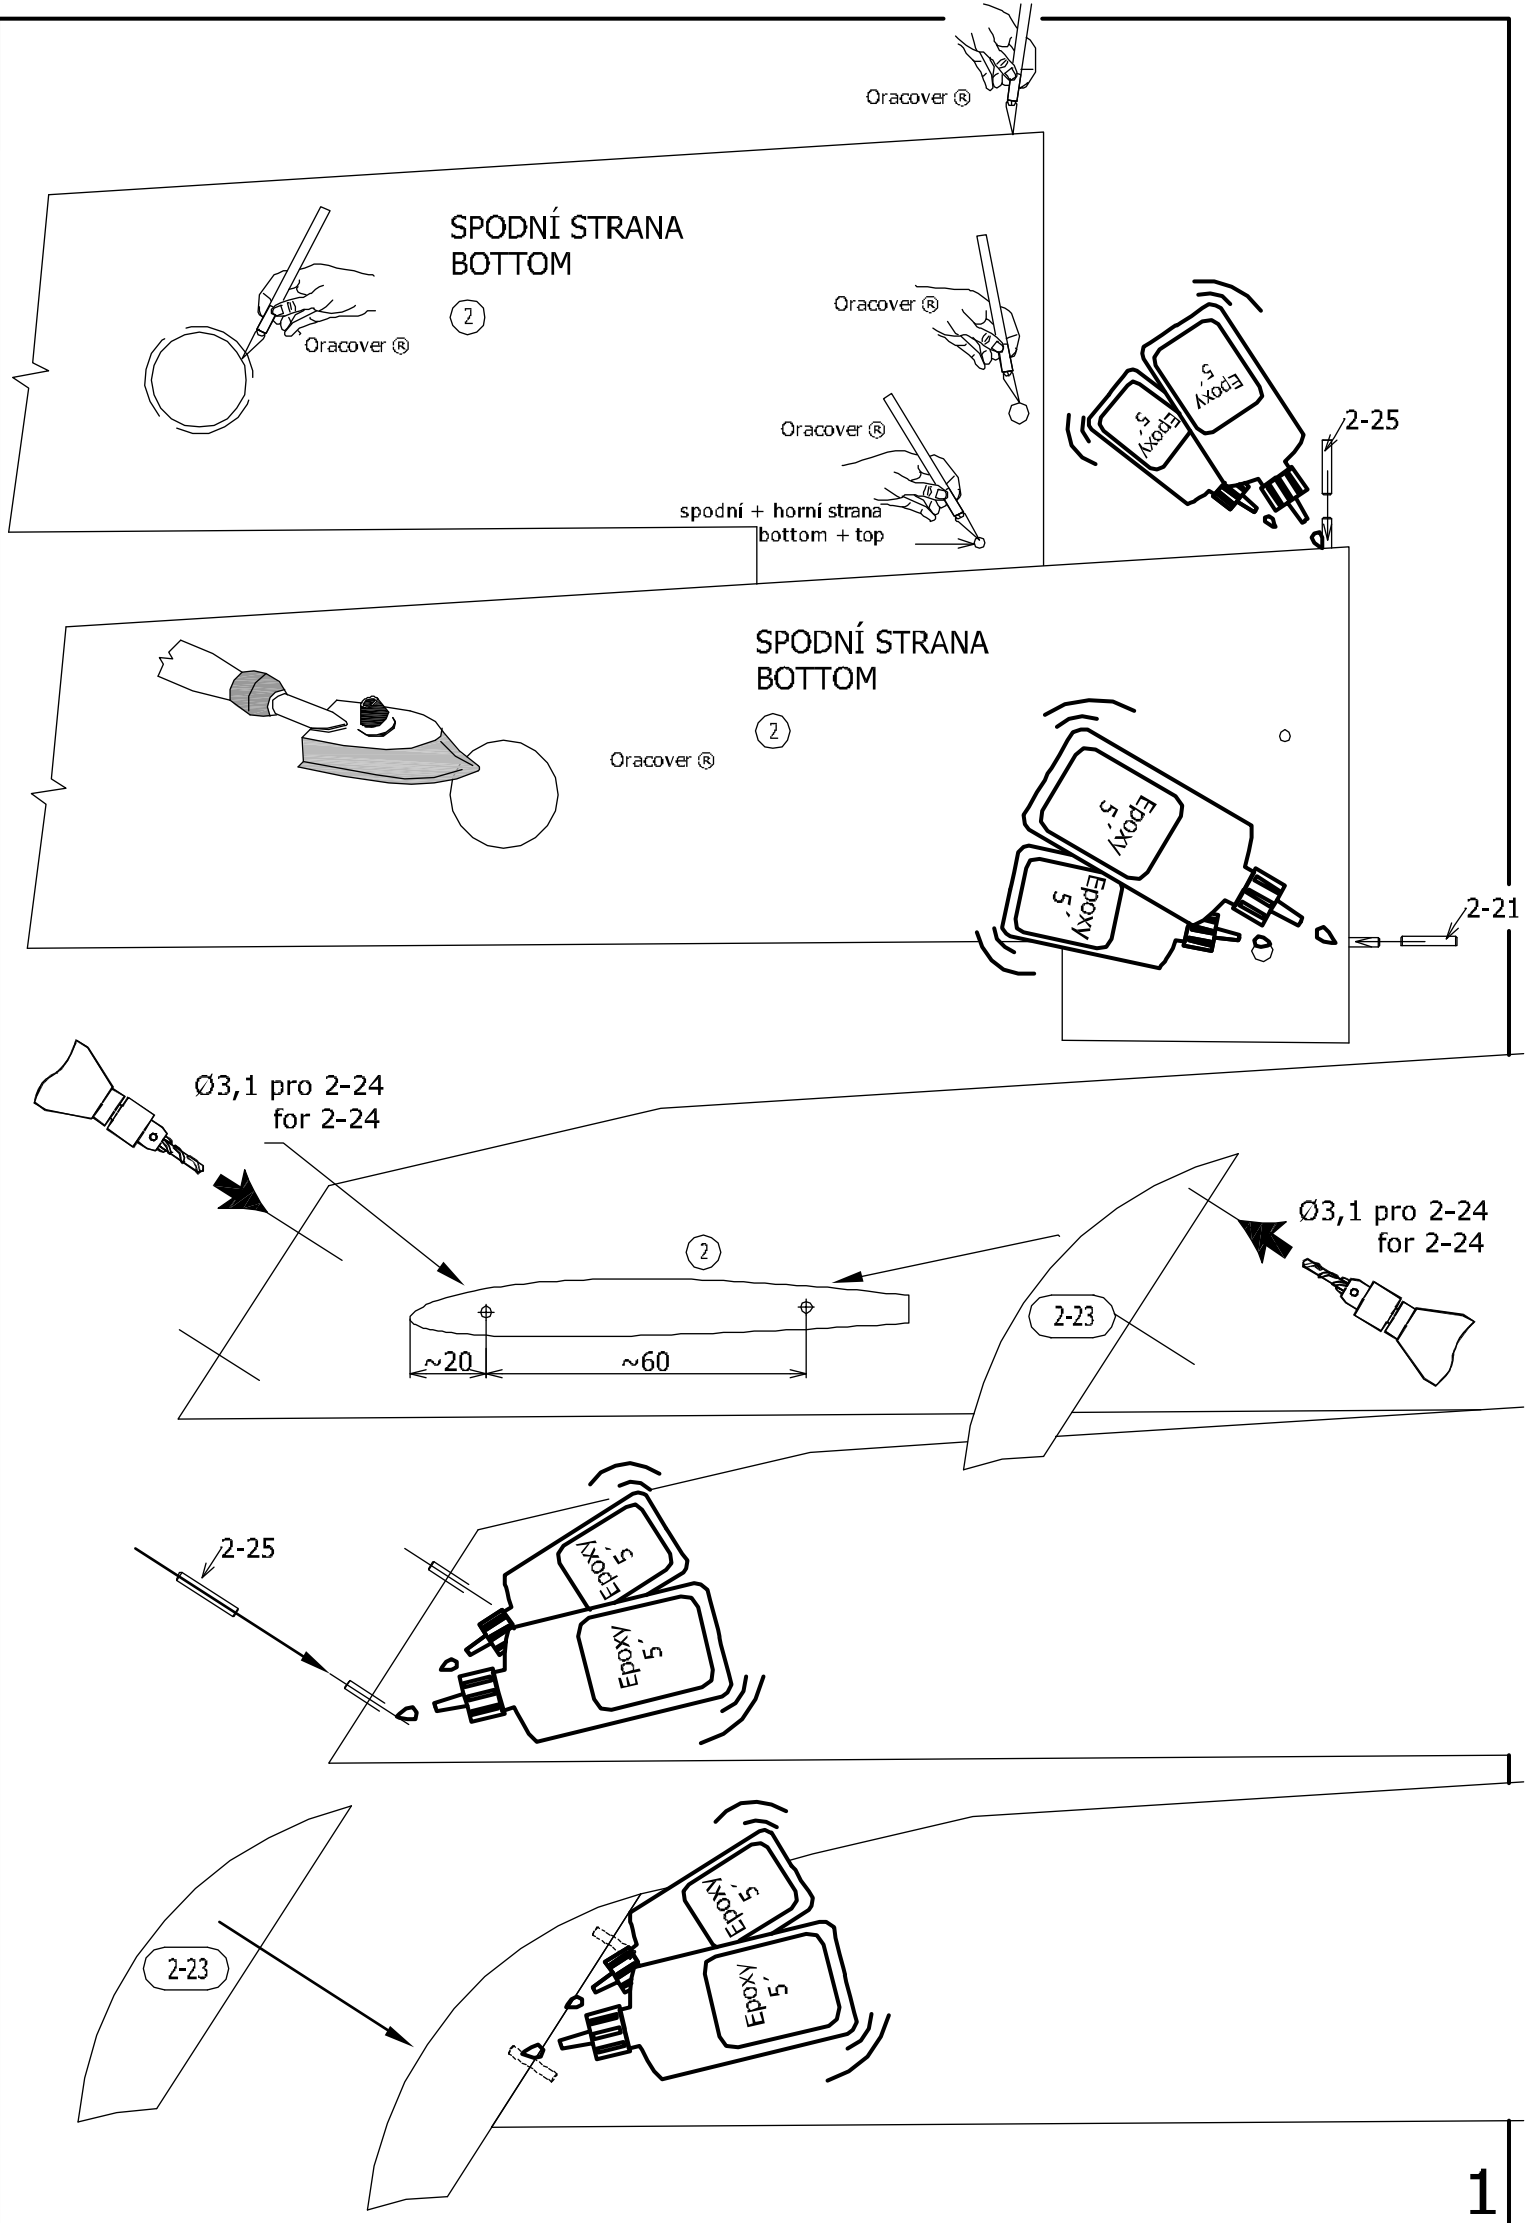 Oracover ®
SPODNÍ STRANA
BOTTOM
2
Oracover ®
Oracover ®
Epoxy
5´
Epoxy
5´
2-25
Oracover ®
spodní + horní strana
bottom + top
SPODNÍ STRANA
BOTTOM
2
Oracover ®
Epoxy
5´
Epoxy
5´
2-21
Ø3,1 pro 2-24
for 2-24
Ø3,1 pro 2-24
for 2-24
2
2-23
~20
~60
2-25
Epoxy
5´
Epoxy
5´
Epoxy
5´
2-23
Epoxy
5´
1